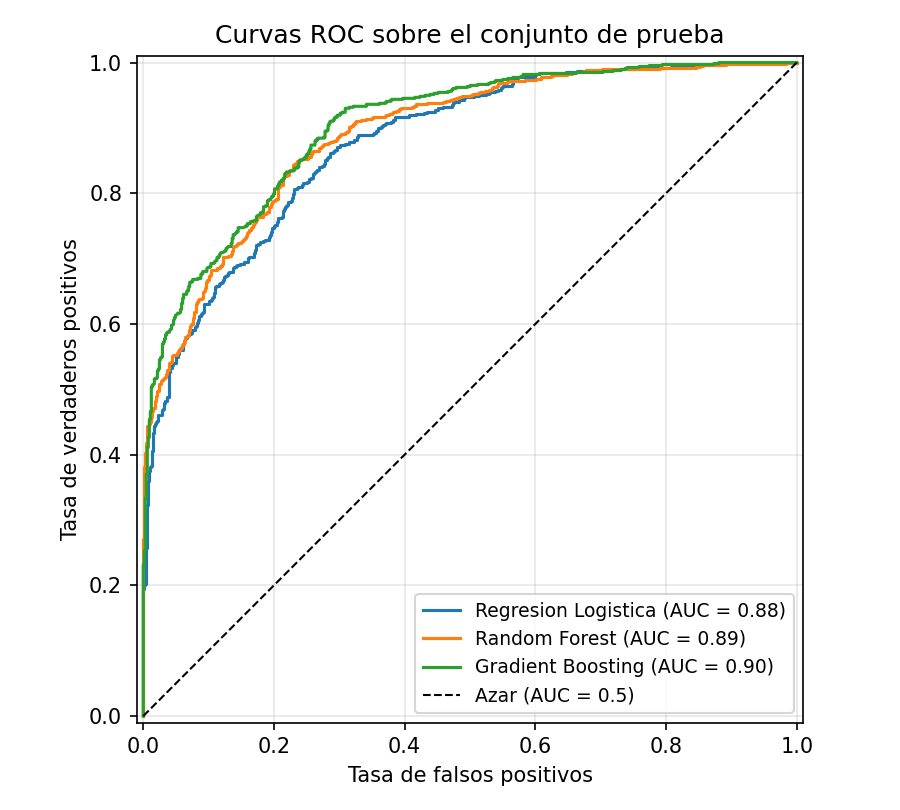 Curvas ROC sobre el conjunto de prueba
1.0
0.8
0.6
0.4
0.2
0.0
Tasa de verdaderos positivos
Regresion Logistica (AUC = 0.88)
Random Forest (AUC = 0.89)
Gradient Boosting (AUC = 0.90)
Azar (AUC = 0.5)
0.0 0.2 0.4 0.6 0.8 1.0
Tasa de falsos positivos